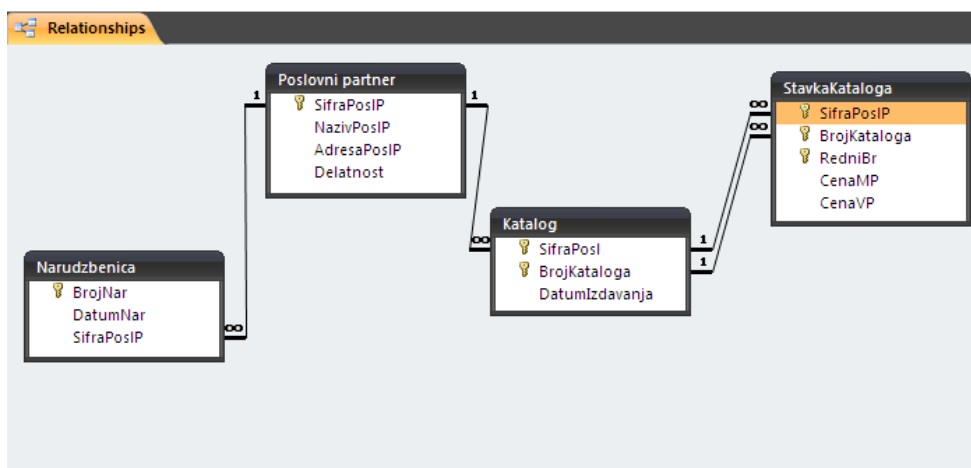 Relationships
Poslovni partner
SifraPosIP
NazivPosIP
AdresaPosIP
Delatnost
1
1
StavkaKataloga
SifraPosIP
BrojKataloga
RedniBr
CenaMP
CenaVP
∞
∞
Katalog
SifraPosI
BrojKataloga
DatumIzdavanja
∞
1
1
Narudzbenica
BrojNar
DatumNar
SifraPosIP
∞